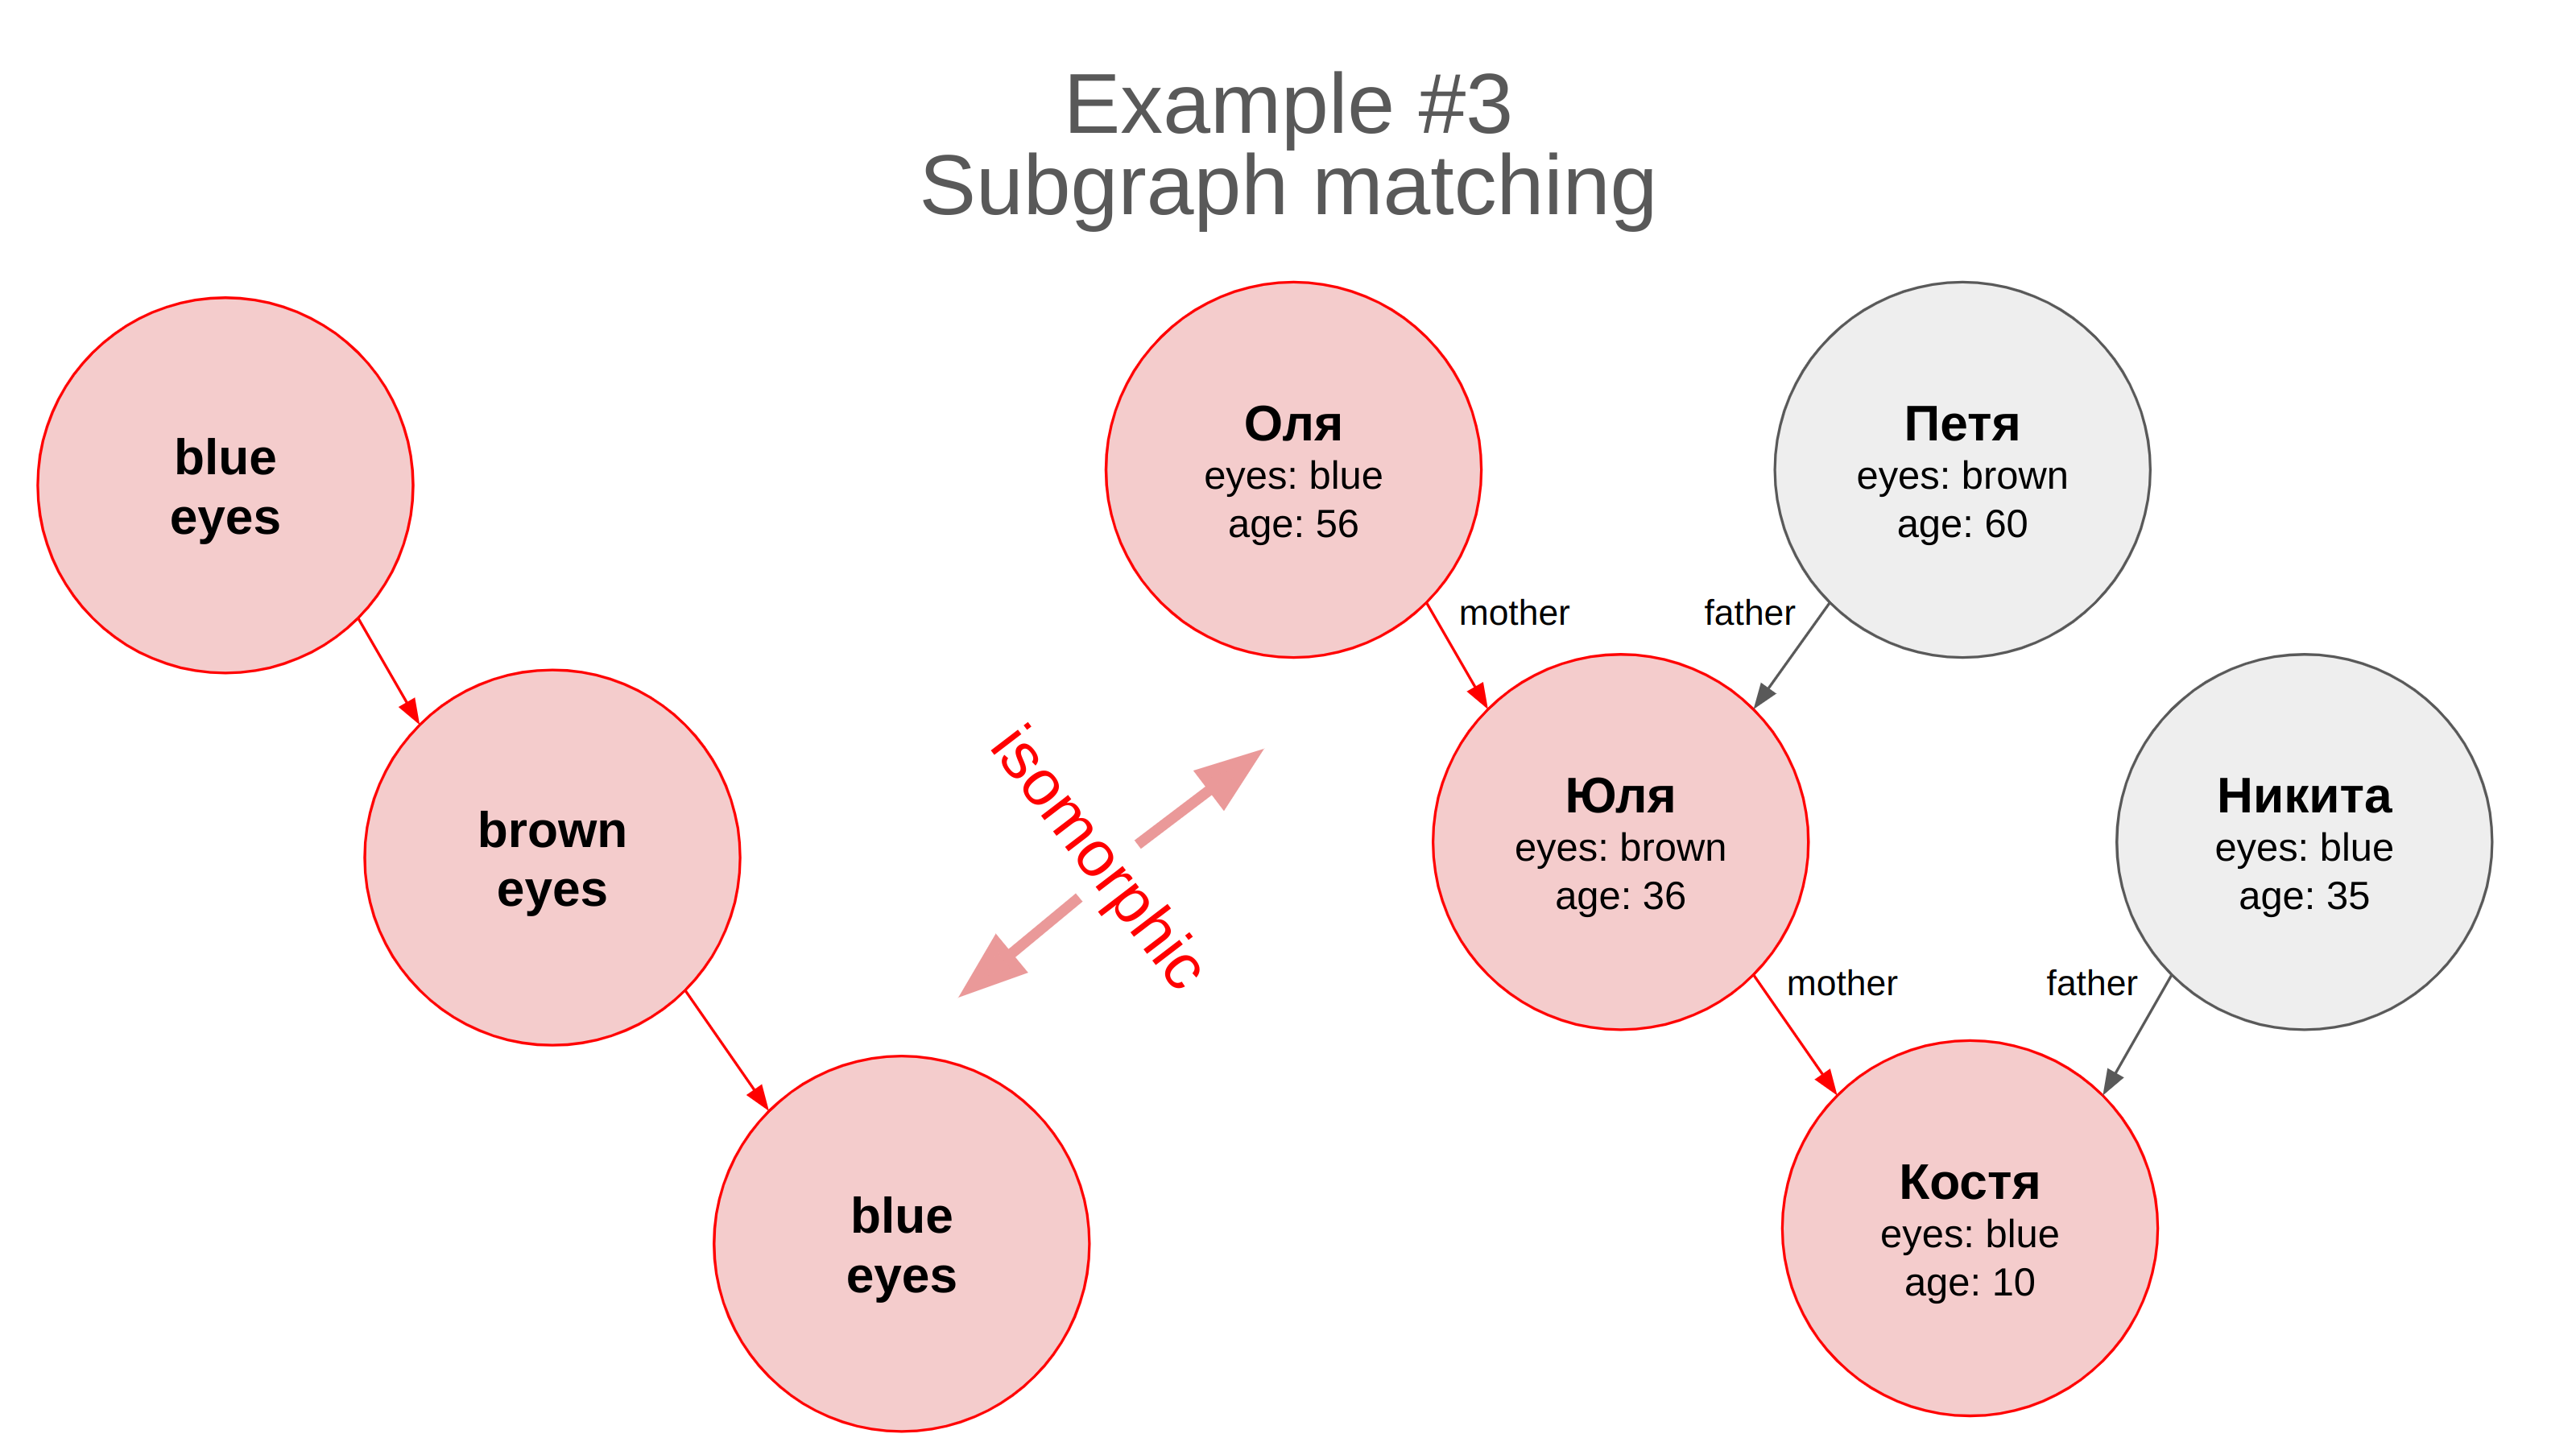 Example #3
Subgraph matching
blue
eyes
brown
eyes
blue
eyes
isomorphic
Оля
eyes: blue
age: 56
Петя
eyes: brown
age: 60
mother
father
Юля
eyes: brown
age: 36
Никита
eyes: blue
age: 35
mother
father
Костя
eyes: blue
age: 10